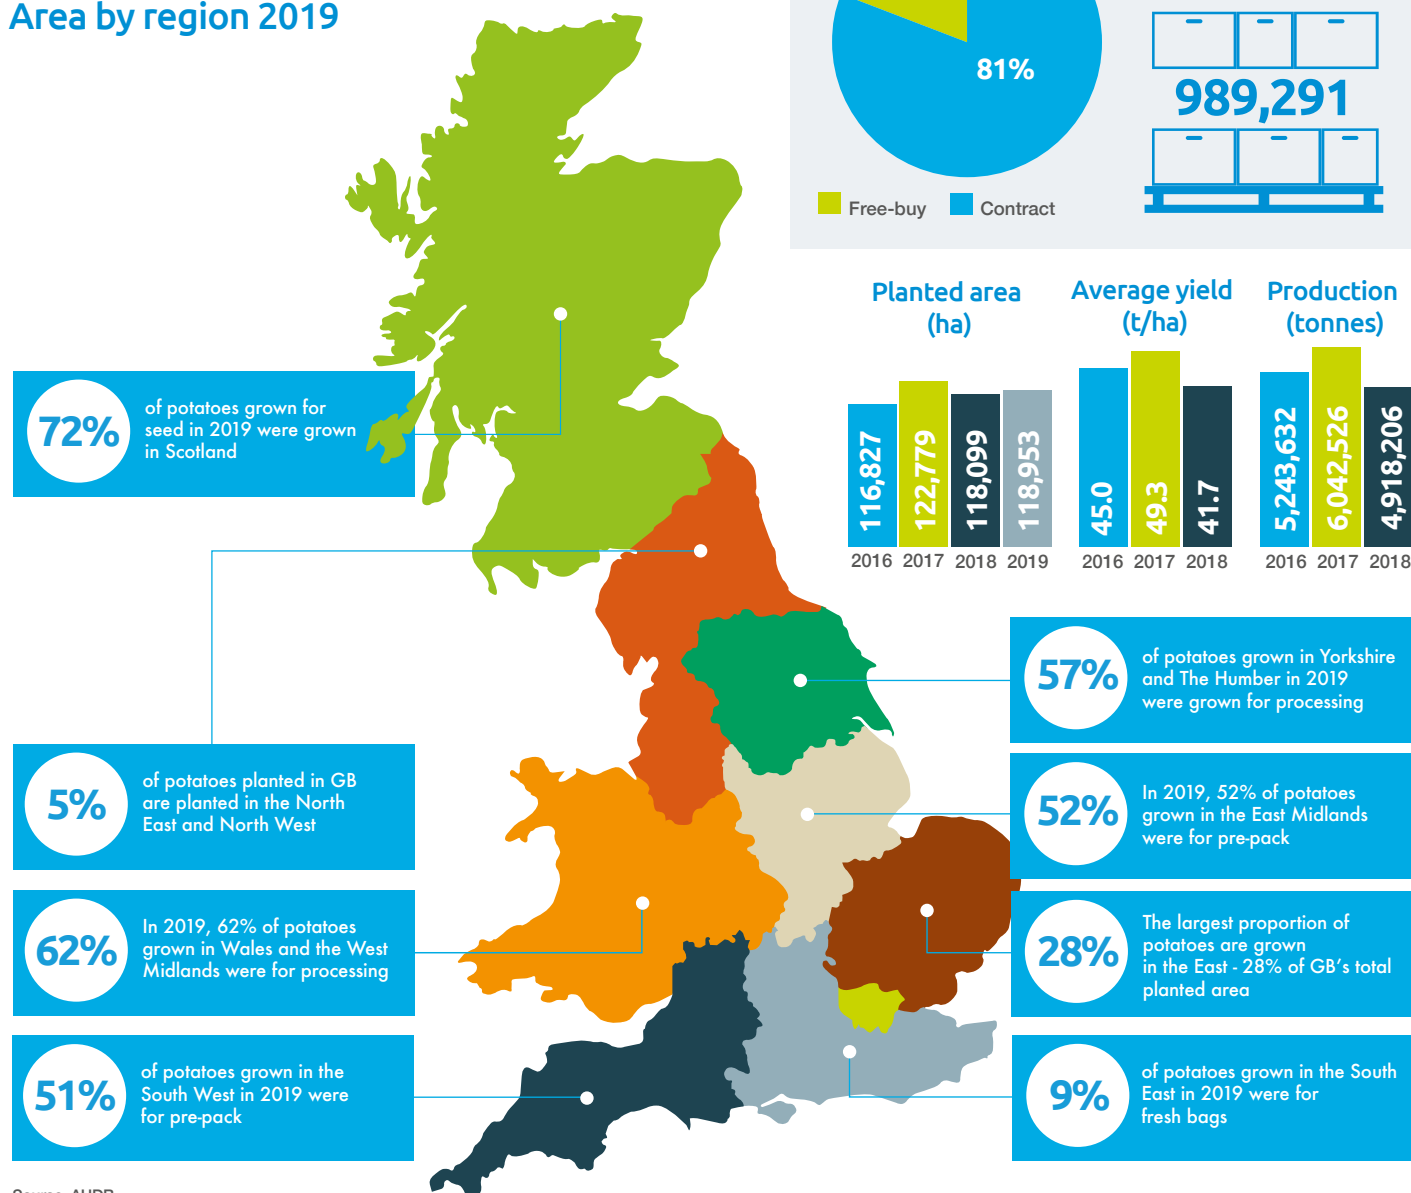 Area by region 2019
81%
Free-buy
Contract
989,291
Planted area
(ha)
116,827
122,779
118,099
118,953
2016
2017
2018
2019
Average yield
(t/ha)
45.0
49.3
41.7
2016
2017
2018
Production
(tonnes)
5,243,632
6,042,526
4,918,206
2016
2017
2018
72%
of potatoes grown for
seed in 2019 were grown
in Scotland
5%
of potatoes planted in GB
are planted in the North
East and North West
62%
In 2019, 62% of potatoes
grown in Wales and the West
Midlands were for processing
51%
of potatoes grown in the
South West in 2019 were
for pre-pack
57%
of potatoes grown in Yorkshire
and The Humber in 2019
were grown for processing
52%
In 2019, 52% of potatoes
grown in the East Midlands
were for pre-pack
28%
The largest proportion of
potatoes are grown
in the East - 28% of GB's total
planted area
9%
of potatoes grown in the South
East in 2019 were for
fresh bags